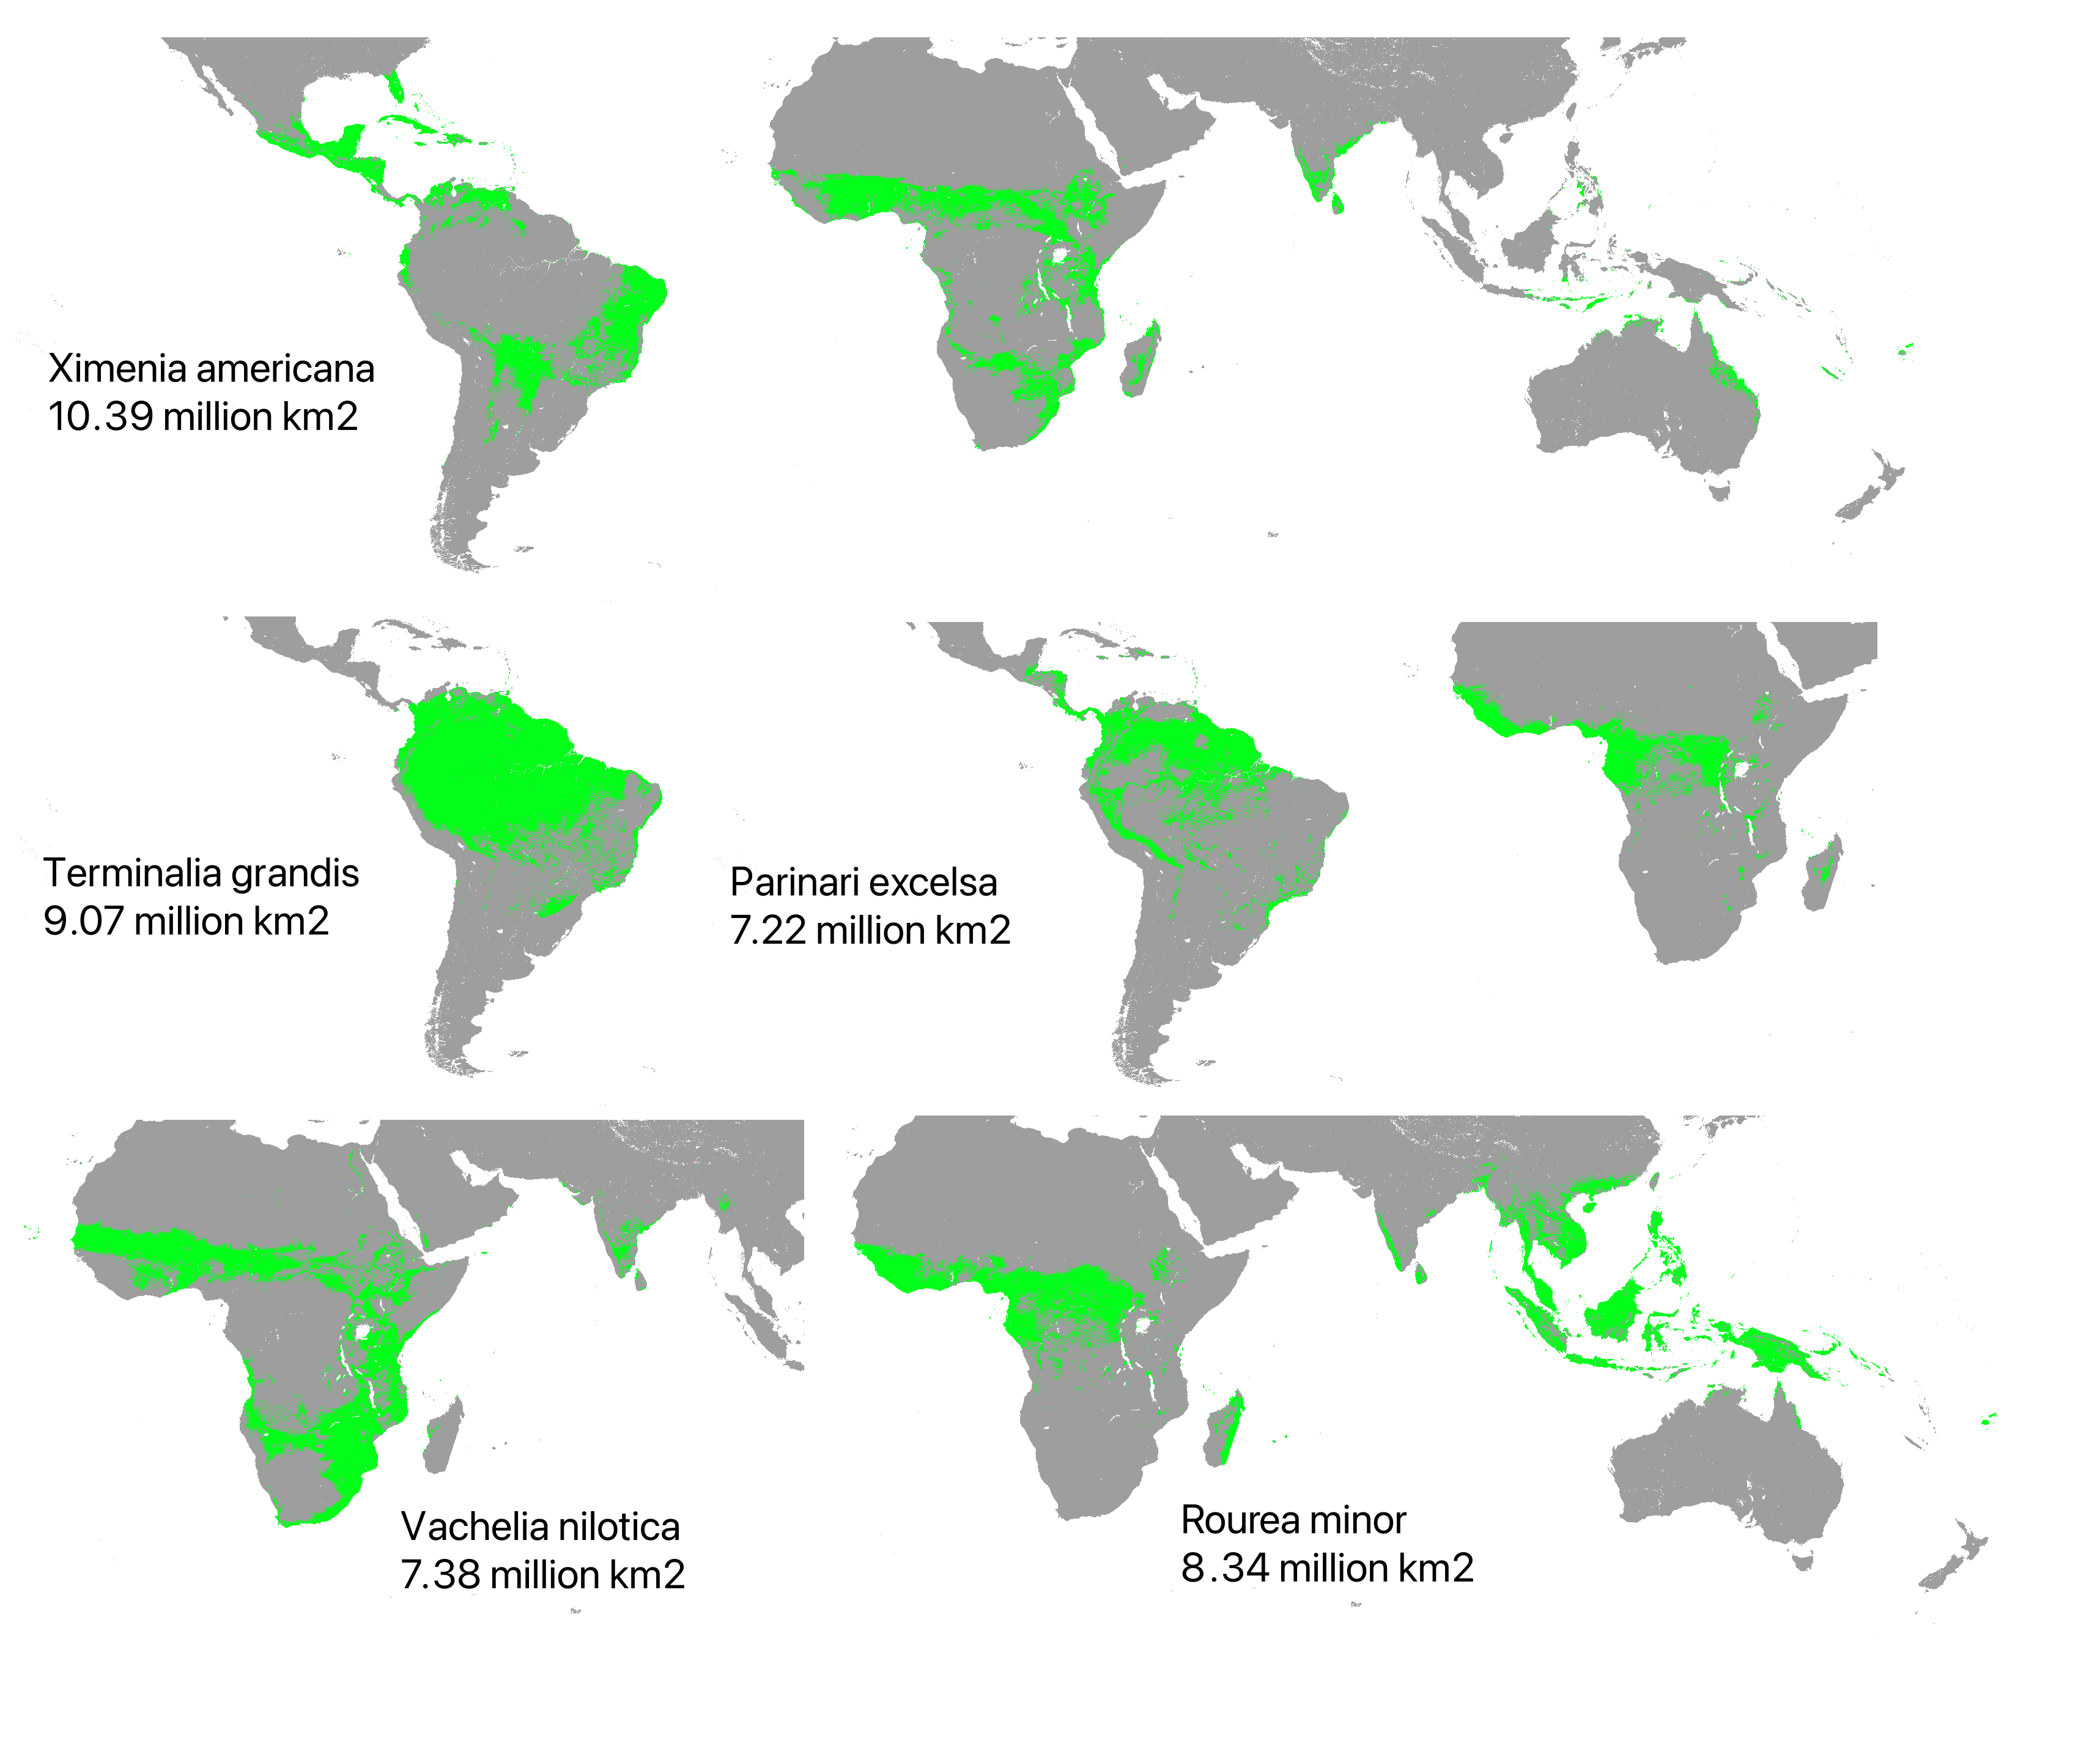 Ximenia americana
10.39 million km2
Terminalia grandis
9.07 million km2
Parinari excelsa
7.22 million km2
Vachelia nilotica
7.38 million km2
Rourea minor
8.34 million km2